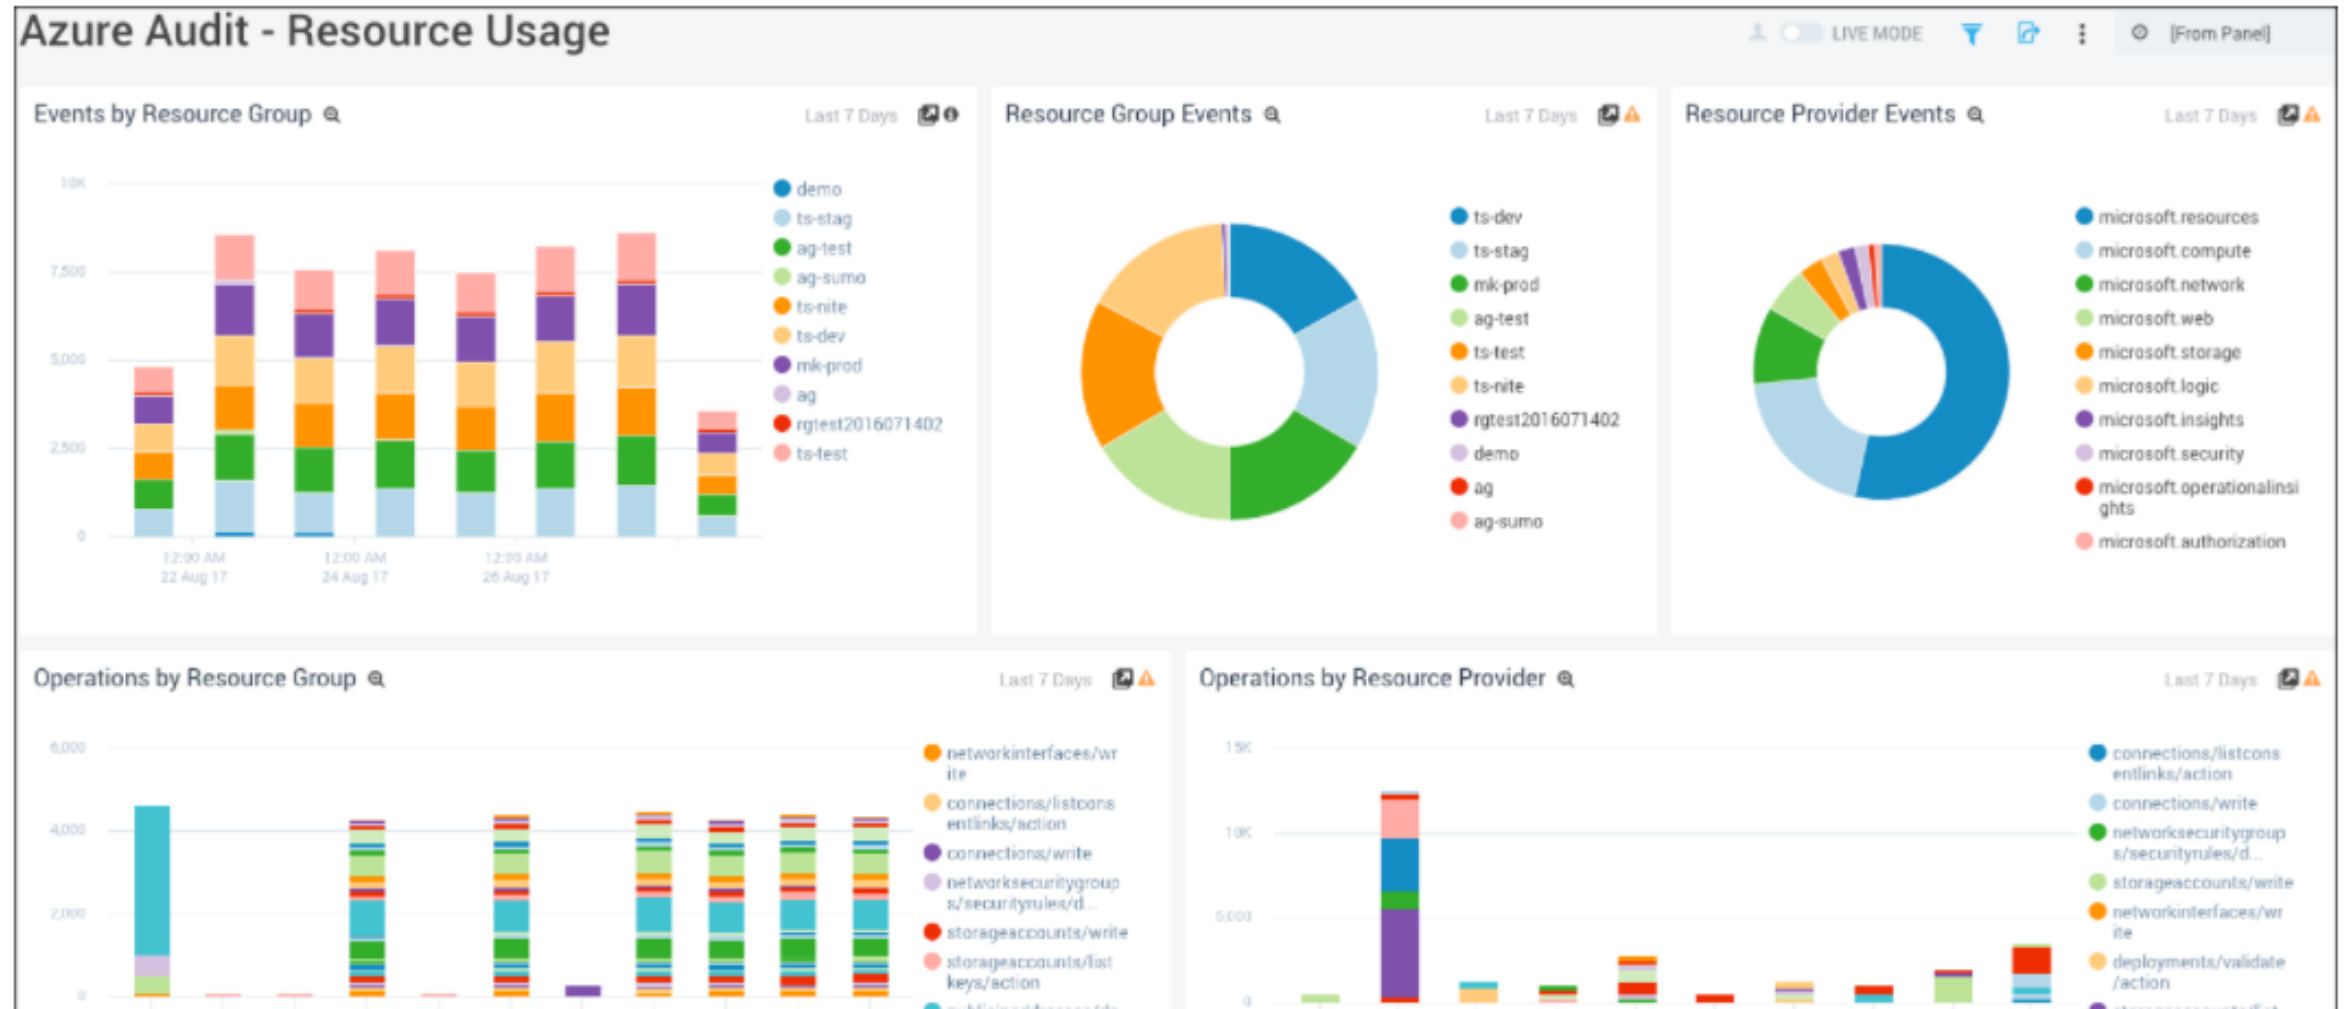 Azure Audit - Resource Usage
LIVE MODE
[From Panel]
Events by Resource Group
Last 7 Days
10K
7,500
5,000
2,500
0
12:00 AM
22 Aug 17
12:00 AM
24 Aug 17
12:00 AM
26 Aug 17
demo
ts-stag
ag-test
ag-sumo
ts-nite
ts-dev
mk-prod
ag
rgtest2016071402
ts-test
Resource Group Events
Last 7 Days
ts-dev
ts-stag
mk-prod
ag-test
ts-test
ts-nite
rgtest2016071402
demo
ag
ag-sumo
Resource Provider Events
Last 7 Days
microsoft.resources
microsoft.compute
microsoft.network
microsoft.web
microsoft.storage
microsoft.logic
microsoft.insights
microsoft.security
microsoft.operationalinsi
ghts
microsoft.authorization
Operations by Resource Group
Last 7 Days
6,000
4,000
2,000
0
networkinterfaces/wr
ite
connections/listcons
entlinks/action
connections/write
networksecuritygroup
s/securityrules/d...
storageaccounts/write
storageaccounts/list
keys/action
Operations by Resource Provider
Last 7 Days
15K
10K
5,000
0
connections/listcons
entlinks/action
connections/write
networksecuritygroup
s/securityrules/d...
storageaccounts/write
networkinterfaces/wr
ite
deployments/validate
/action